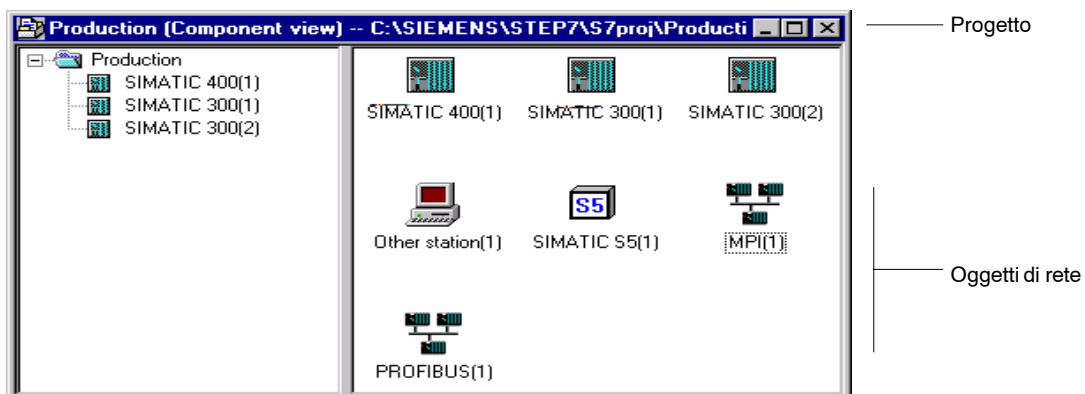 Production (Component view) -- C:\SIEMENS\STEP7\S7proj\Producti
Progetto
Production
SIMATIC 400(1)
SIMATIC 300(1)
SIMATIC 300(2)
SIMATIC 400(1) SIMATIC 300(1) SIMATIC 300(2)
S5
Other station(1) SIMATIC S5(1) MPI(1)
Oggetti di rete
PROFIBUS(1)